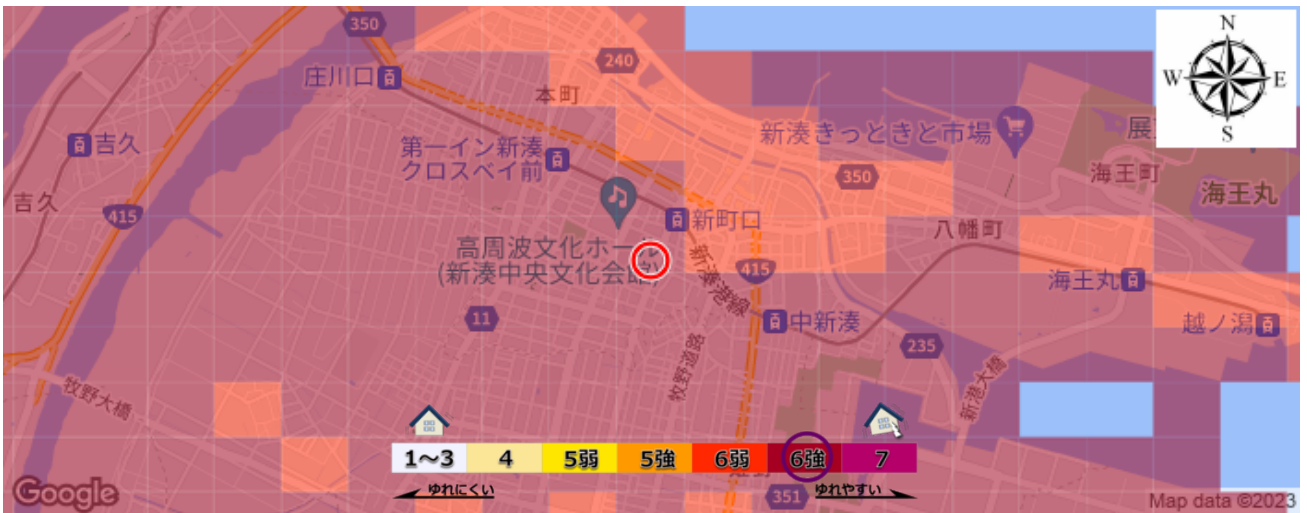 350
240
N
W E
S
庄川口
本町
吉久
第一イン新湊
クロスベイ前
新湊きっときと市場
展
350
海王町
海王丸
吉久
415
新町口
八幡町
高周波文化ホール
(新湊中央文化会館)
新湊港線
415
海王丸
11
中新湊
越ノ潟
235
牧野道路
新港大橋
牧野大橋
1～3 4 5弱 5強 6弱 6強 7
ゆれにくい ゆれやすい
351
Google
Map data ©2023